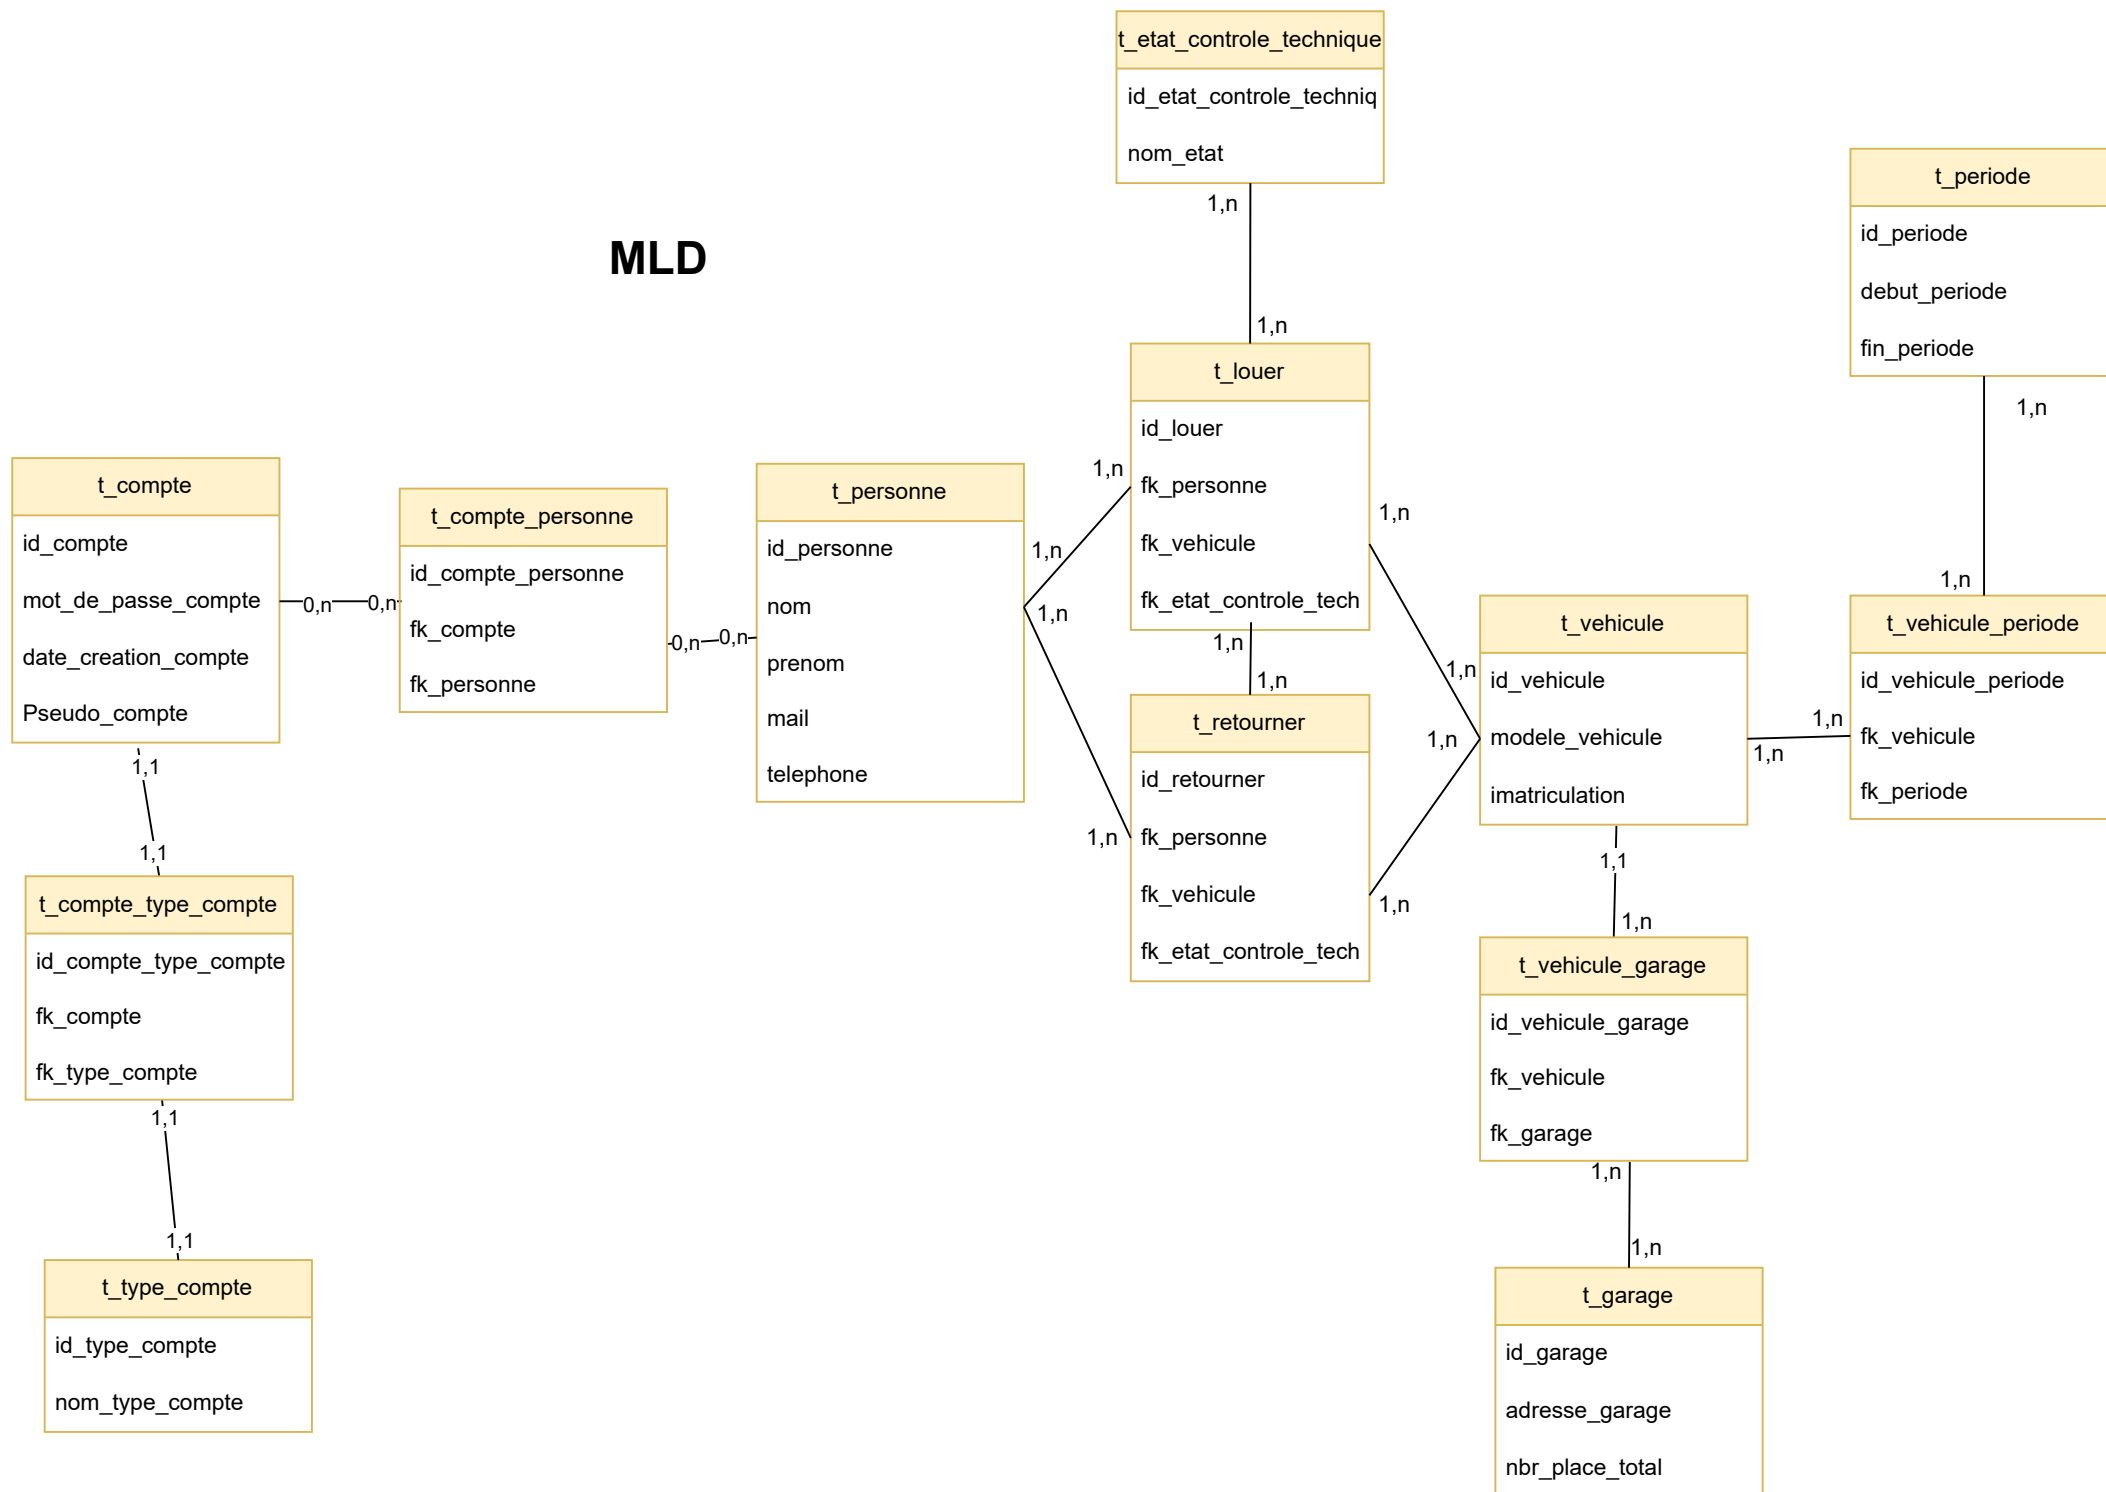 t_etat_controle_technique
id_etat_controle_techniq
nom_etat
1,n
1,n
MLD
t_periode
id_periode
debut_periode
fin_periode
1,n
1,n
t_louer
id_louer
fk_personne
fk_vehicule
fk_etat_controle_tech
1,n
1,n
t_compte
id_compte
mot_de_passe_compte
date_creation_compte
Pseudo_compte
0,n
0,n
t_compte_personne
id_compte_personne
fk_compte
fk_personne
0,n
0,n
t_personne
id_personne
nom
prenom
mail
telephone
1,n
1,n
1,n
1,n
t_retourner
id_retourner
fk_personne
fk_vehicule
fk_etat_controle_tech
1,n
1,n
1,n
1,n
t_vehicule
id_vehicule
modele_vehicule
imatriculation
1,n
1,n
t_vehicule_periode
id_vehicule_periode
fk_vehicule
fk_periode
1,1
1,1
t_compte_type_compte
id_compte_type_compte
fk_compte
fk_type_compte
1,1
1,1
t_type_compte
id_type_compte
nom_type_compte
1,1
1,n
t_vehicule_garage
id_vehicule_garage
fk_vehicule
fk_garage
1,n
1,n
t_garage
id_garage
adresse_garage
nbr_place_total